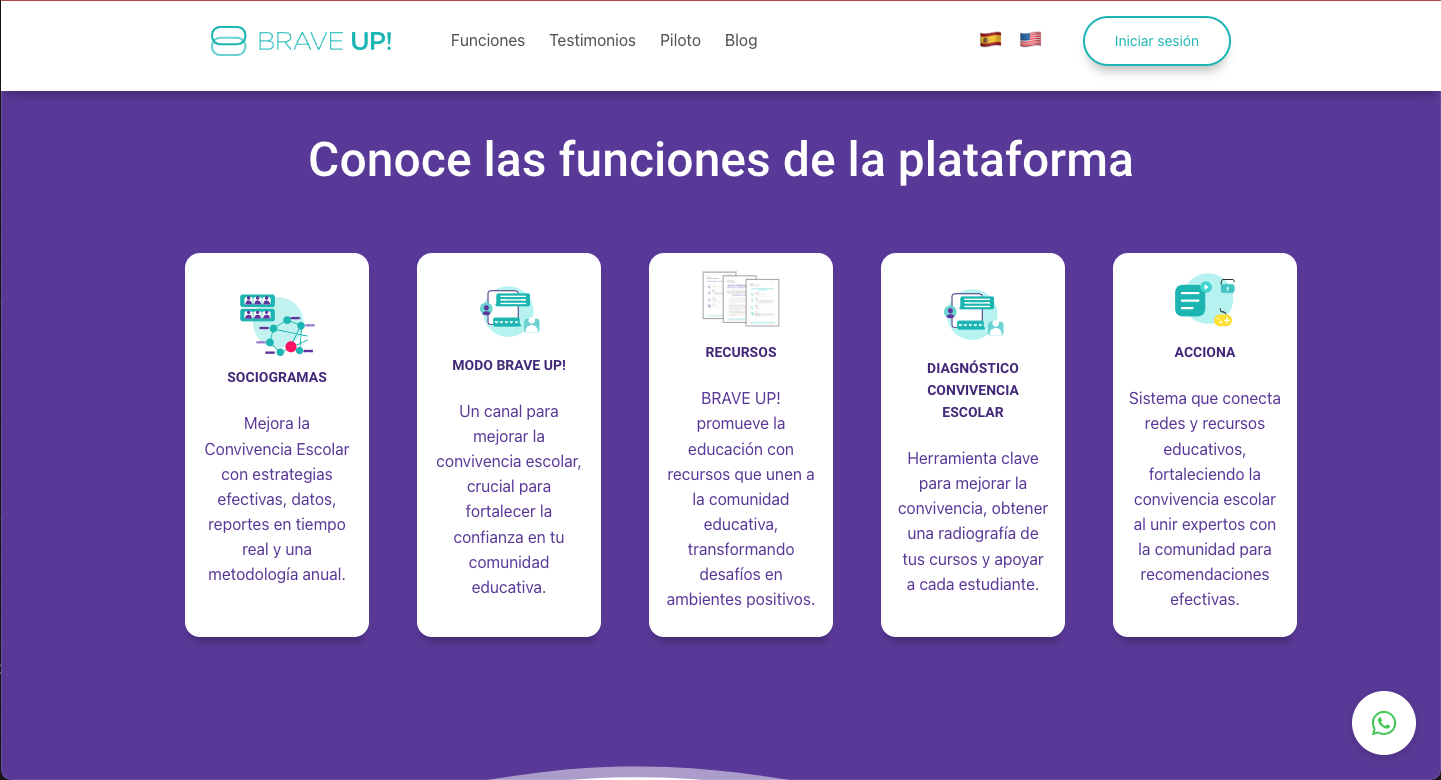 BRAVE UP!
Funciones
Testimonios
Piloto
Blog
Iniciar sesión
Conoce las funciones de la plataforma
SOCIOGRAMAS
Mejora la
Convivencia Escolar
con estrategias
efectivas, datos,
reportes en tiempo
real y una
metodología anual.
MODO BRAVE UP!
Un canal para
mejorar la
convivencia escolar,
crucial para
fortalecer la
confianza en tu
comunidad
educativa.
RECURSOS
BRAVE UP!
promueve la
educación con
recursos que unen a
la comunidad
educativa,
transformando
desafíos en
ambientes positivos.
DIAGNÓSTICO
CONVIVENCIA
ESCOLAR
Herramienta clave
para mejorar la
convivencia, obtener
una radiografía de
tus cursos y apoyar
a cada estudiante.
ACCIONA
Sistema que conecta
redes y recursos
educativos,
fortaleciendo la
convivencia escolar
al unir expertos con
la comunidad para
recomendaciones
efectivas.